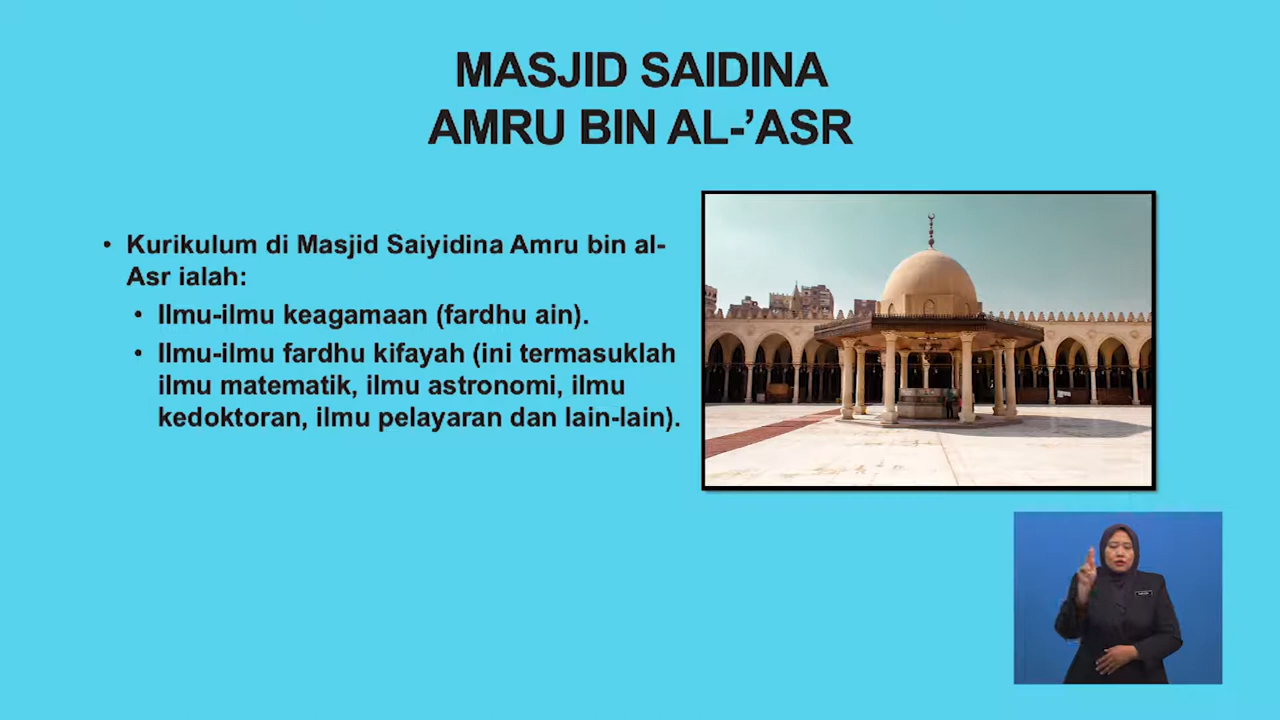 MASJID SAIDINA
AMRU BIN AL-’ASR
• Kurikulum di Masjid Saiyidina Amru bin al-
Asr ialah:
• Ilmu-ilmu keagamaan (fardhu ain).
• Ilmu-ilmu fardhu kifayah (ini termasuklah
ilmu matematik, ilmu astronomi, ilmu
kedoktoran, ilmu pelayaran dan lain-lain).